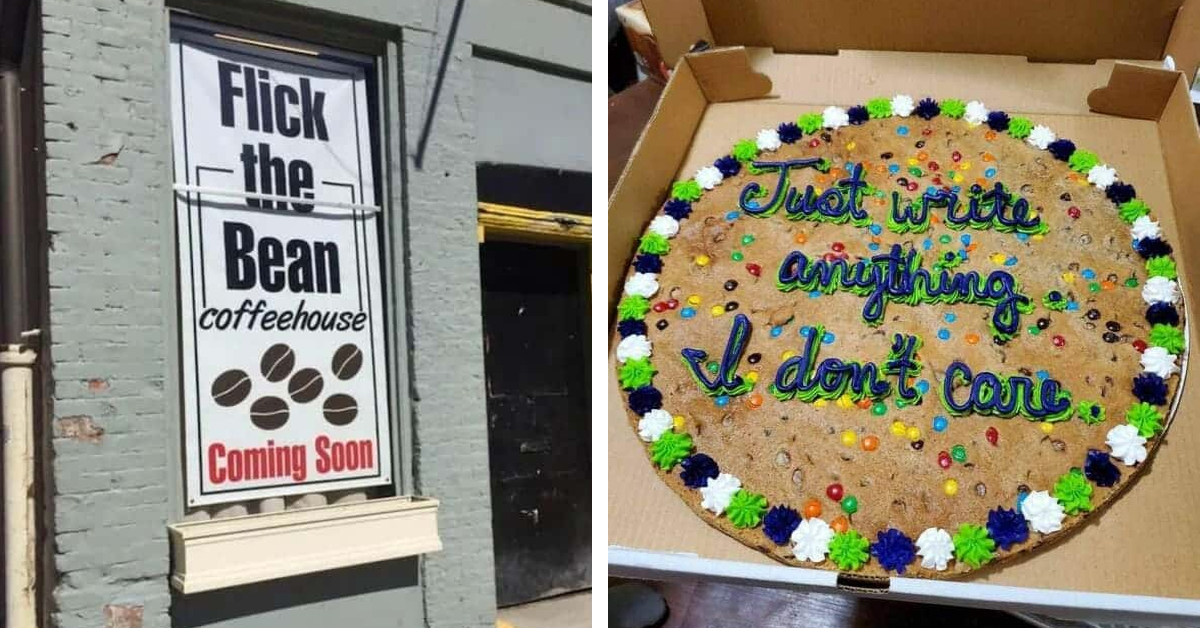 Flick
the
Bean
coffeehouse
Coming Soon
Just write
anything,
I don't care.